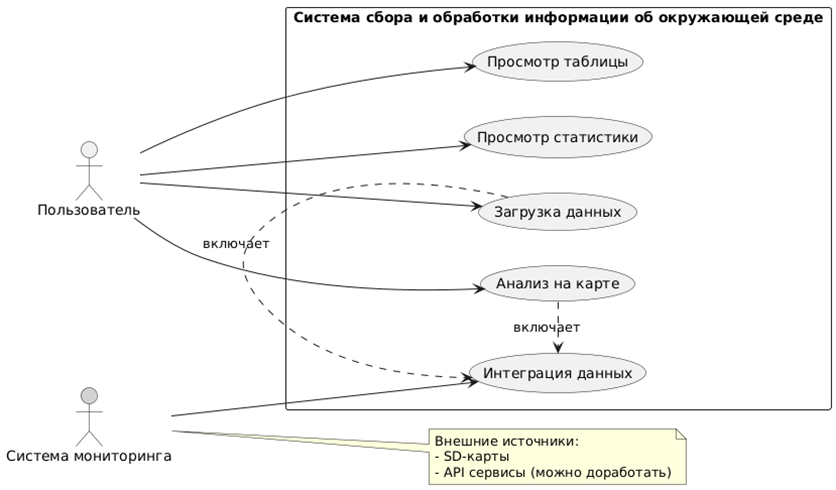 Система сбора и обработки информации об окружающей среде
Просмотр таблицы
Просмотр статистики
Пользователь
Загрузка данных
включает
Анализ на карте
включает
Интеграция данных
Система мониторинга
Внешние источники:
- SD-карты
- API сервисы (можно доработать)